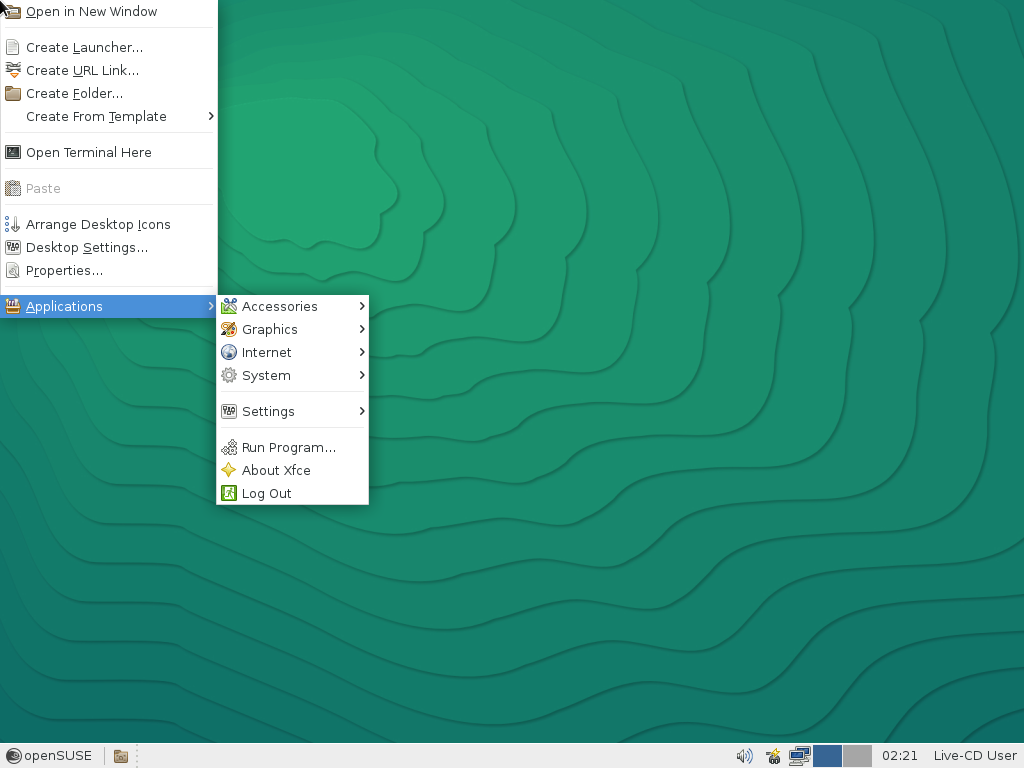 Open in New Window
Create Launcher...
Create URL Link...
Create Folder...
Create From Template
Open Terminal Here
Paste
Arrange Desktop Icons
Desktop Settings...
Properties...
Applications
Accessories
Graphics
Internet
System
Settings
Run Program...
About Xfce
Log Out
openSUSE
02:21
Live-CD User